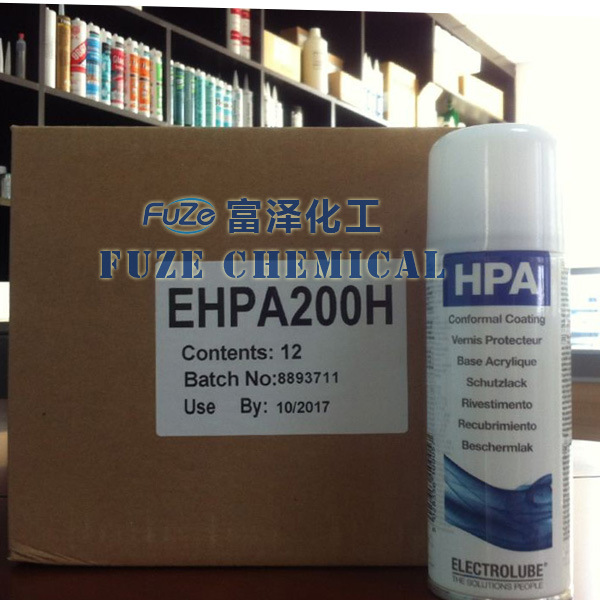 FuZe 富泽化工
FUZE CHEMICAL
EHPA200H
Contents: 12
Batch No:8893711
Use By: 10/2017
HPA
Conformal Coating
Vernis Protecteur
Base Acrylique
Schutzlack
Rivestimento
Recubrimiento
Beschermlak
ELECTROLUBE®
THE SOLUTIONS PEOPLE